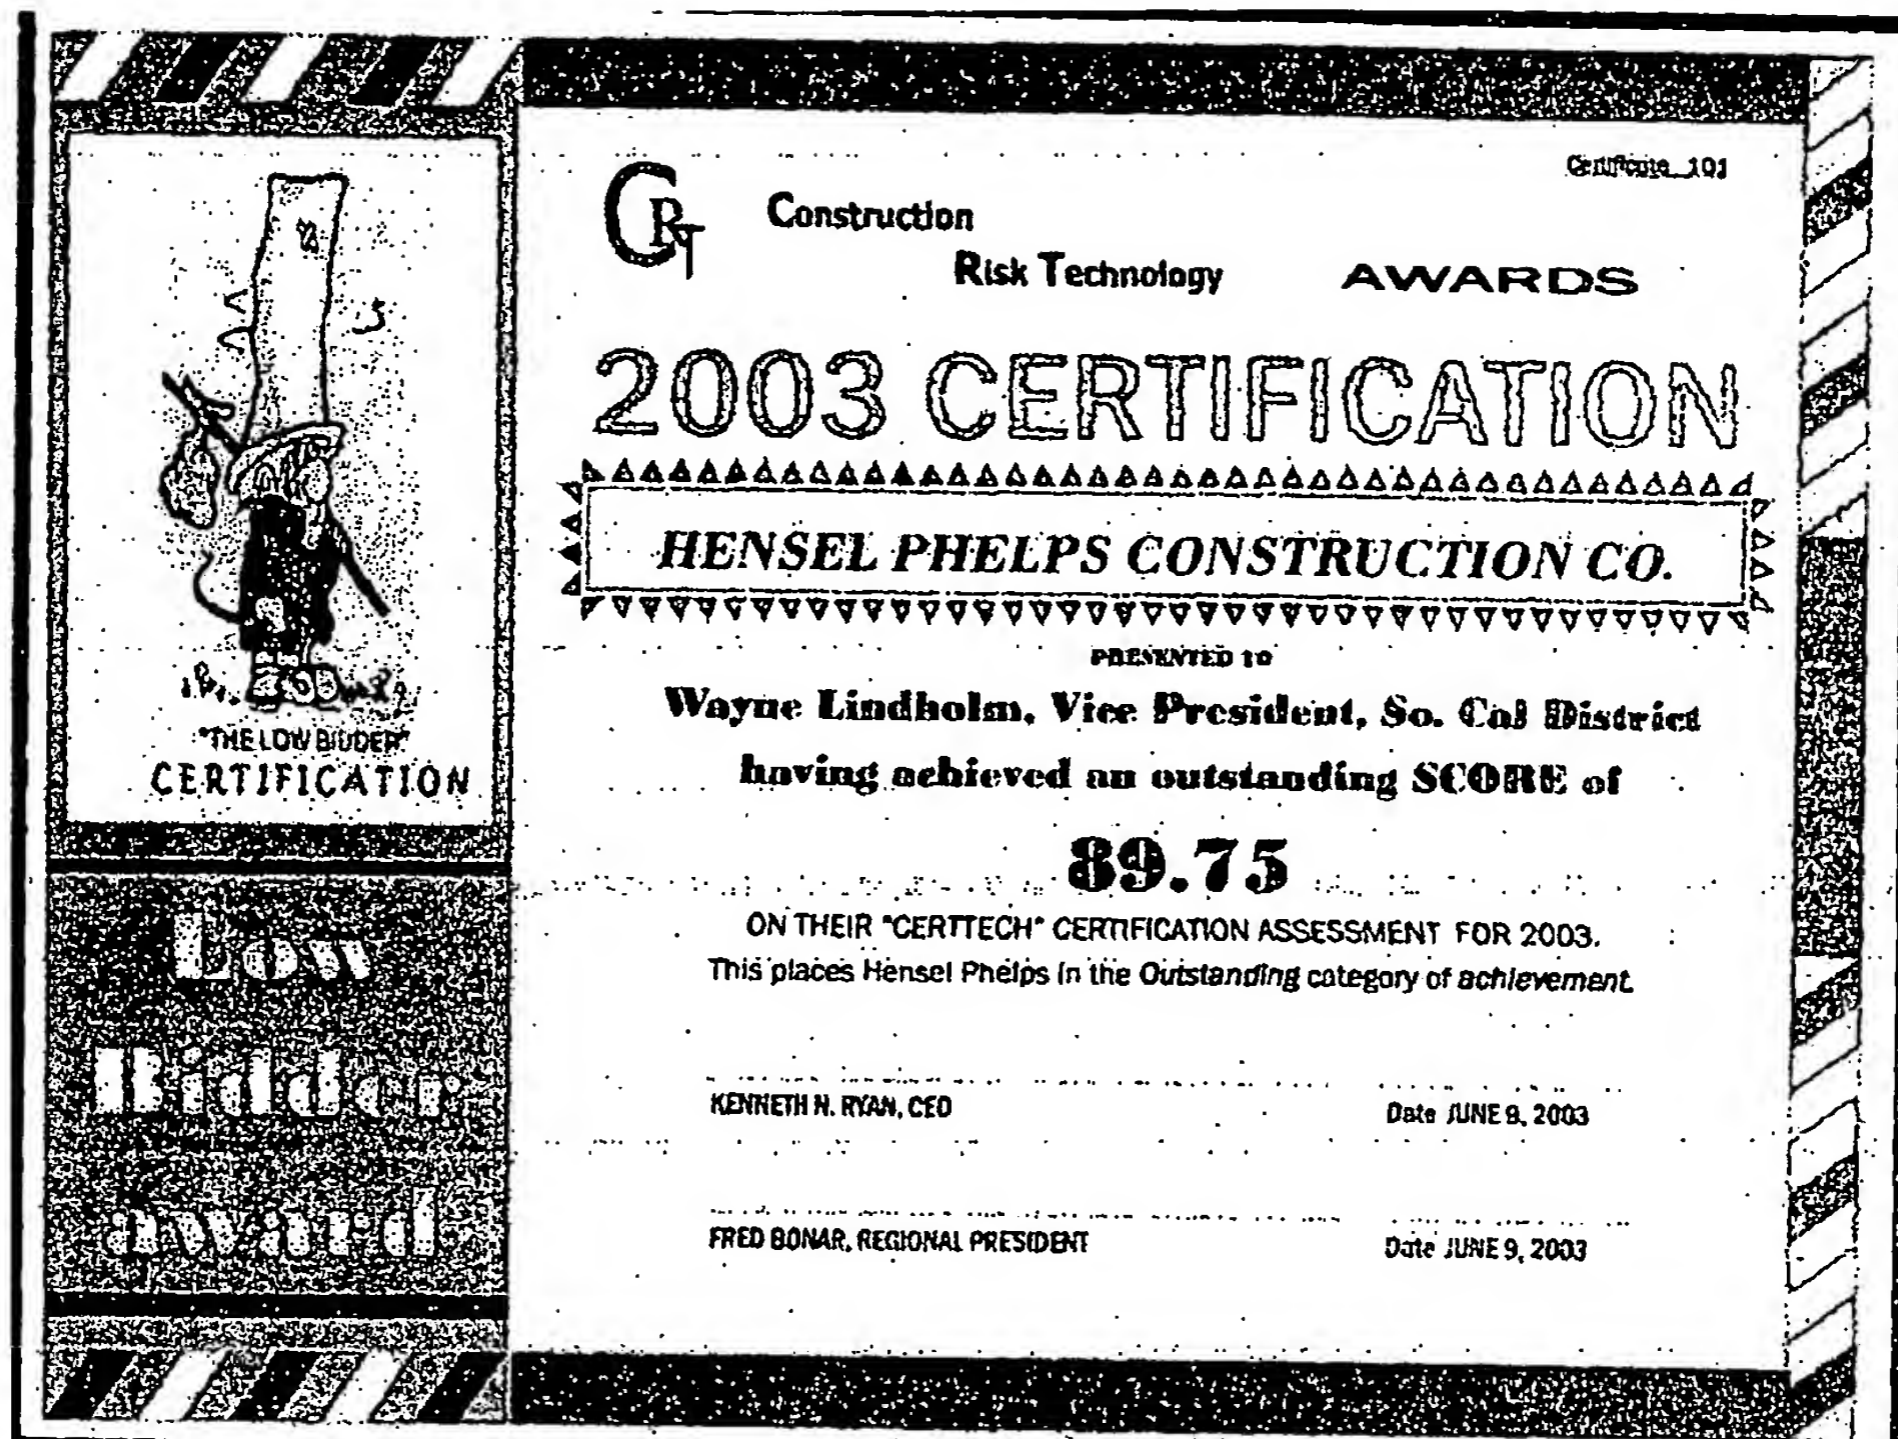 Certificate 101
CRT
Construction
Risk Technology
AWARDS
2003 CERTIFICATION
HENSEL PHELPS CONSTRUCTION CO.
PRESENTED TO
Wayne Lindholm, Vice President, So. Cal District
having achieved an outstanding SCORE of
89.75
ON THEIR "CERTTECH" CERTIFICATION ASSESSMENT FOR 2003.
This places Hensel Phelps in the Outstanding category of achievement.
KENNETH N. RYAN, CEO
Date JUNE 9, 2003
FRED BONAR, REGIONAL PRESIDENT
Date JUNE 9, 2003
"THE LOW BIDDER"
CERTIFICATION
Low
Bidder
award